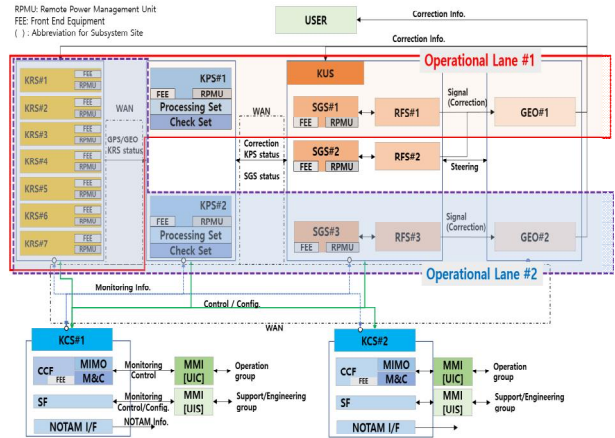 RPMU: Remote Power Management Unit
FEE: Front End Equipment
( ) : Abbreviation for Subsystem Site
USER
Correction Info.
Correction Info.
Operational Lane #1
KRS#1
FEE
RPMU
KRS#2
FEE
RPMU
KRS#3
FEE
RPMU
KRS#4
FEE
RPMU
KRS#5
FEE
RPMU
KRS#6
FEE
RPMU
KRS#7
FEE
RPMU
WAN
GPS/GEO
KRS status
KPS#1
FEE
RPMU
Processing Set
Check Set
KPS#2
FEE
RPMU
Processing Set
Check Set
WAN
Correction
KPS status
SGS status
KUS
SGS#1
FEE
RPMU
RFS#1
Signal
(Correction)
GEO#1
SGS#2
FEE
RPMU
RFS#2
Steering
SGS#3
FEE
RPMU
RFS#3
Signal
(Correction)
GEO#2
Operational Lane #2
Monitoring Info.
Control / Config.
WAN
KCS#1
CCF
FEE
MIMO
M&C
Monitoring
Control
MMI
[UIC]
Operation
group
SF
Monitoring
Control/Config.
MMI
[UIS]
Support/Engineering
group
NOTAM I/F
NOTAM Info.
KCS#2
CCF
FEE
MIMO
M&C
MMI
[UIC]
Operation
group
SF
MMI
[UIS]
Support/Engineering
group
NOTAM I/F